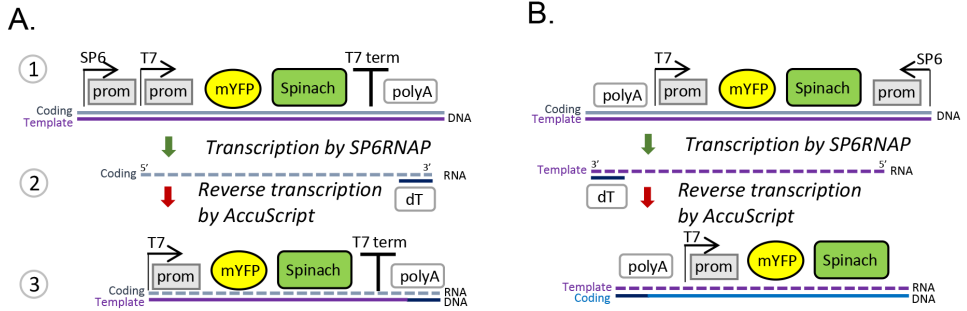 A.
1
SP6
T7
T7 term
prom
prom
mYFP
Spinach
polyA
Coding
Template
DNA
Transcription by SP6RNAP
2
5’
3’
Coding
RNA
dT
Reverse transcription
by AccuScript
3
T7
T7 term
prom
mYFP
Spinach
polyA
Coding
Template
RNA
DNA
B.
T7
SP6
polyA
prom
mYFP
Spinach
prom
Coding
Template
DNA
Transcription by SP6RNAP
3’
5’
Template
RNA
dT
Reverse transcription
by AccuScript
T7
polyA
prom
mYFP
Spinach
Template
Coding
RNA
DNA